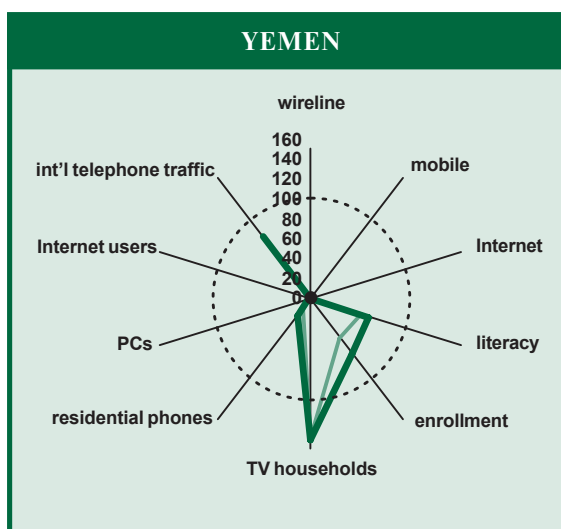 YEMEN
wireline
160
140
120
100
80
60
40
20
0
int'l telephone traffic
mobile
Internet users
Internet
PCs
literacy
residential phones
enrollment
TV households